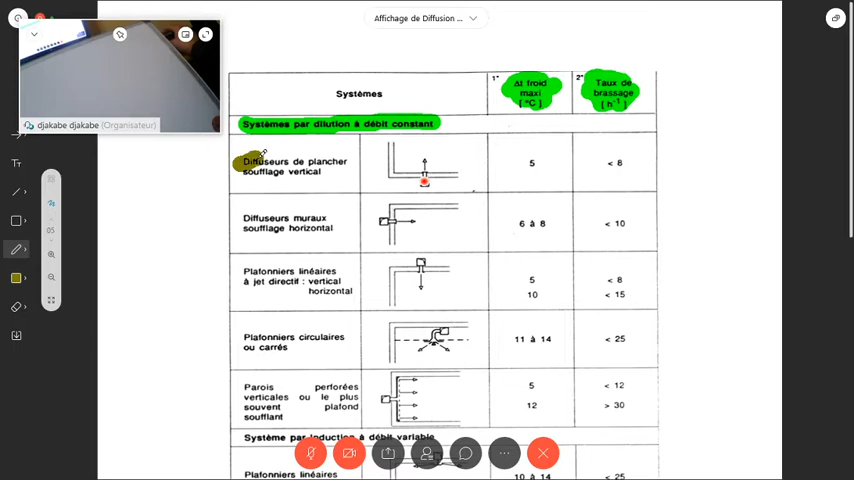 Affichage de Diffusion ...
djakabe djakabe (Organisateur)
Systèmes
1°
Δt froid
maxi
[ °C ]
2°
Taux de
brassage
[ h⁻¹ ]
Systèmes par dilution à débit constant
Diffuseurs de plancher
soufflage vertical
5
< 8
Diffuseurs muraux
soufflage horizontal
6 à 8
< 10
Plafonniers linéaires
à jet directif : vertical
horizontal
5
10
< 8
< 15
Plafonniers circulaires
ou carrés
11 à 14
< 25
Parois perforées
verticales ou le plus
souvent plafond
soufflant
5
12
< 12
> 30
Système par induction à débit variable
Plafonniers linéaires
10 à 14
< 25
05